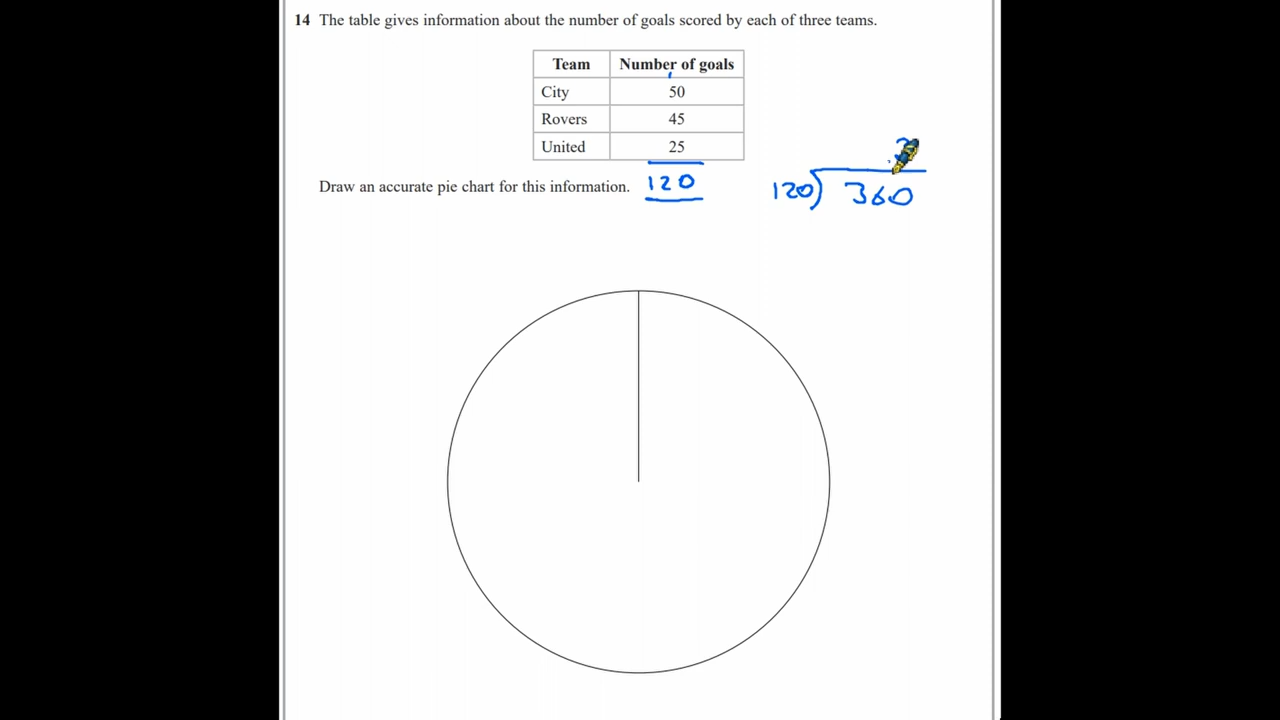 14 The table gives information about the number of goals scored by each of three teams.
Team Number of goals
City 50
Rovers 45
United 25
Draw an accurate pie chart for this information. 120
120) 360